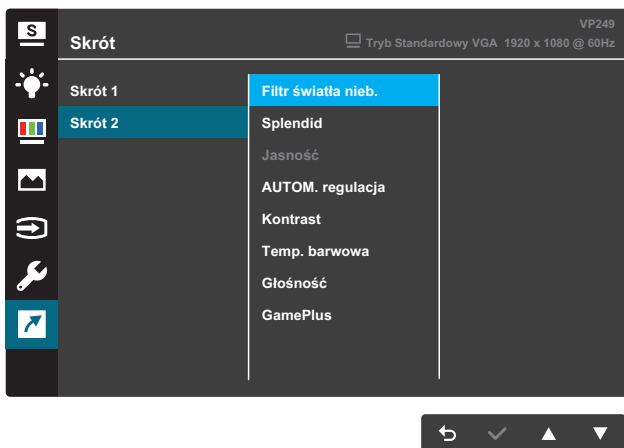 S
VP249
Skrót
Tryb Standardowy VGA 1920 x 1080 @ 60Hz
Skrót 1
Skrót 2
Filtr światła nieb.
Splendid
Jasność
AUTOM. regulacja
Kontrast
Temp. barwowa
Głośność
GamePlus